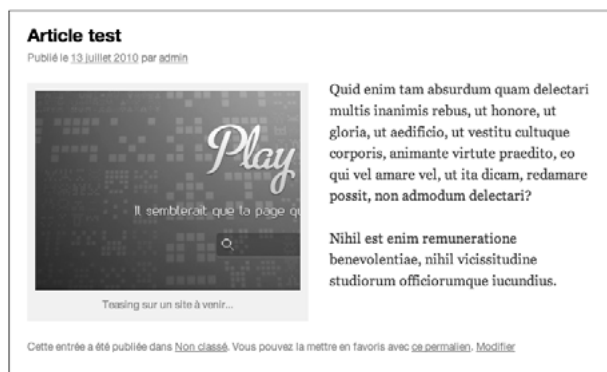 Article test
Publié le 13 juillet 2010 par admin
Play
Il semblerait que la page qu
Teasing sur un site à venir...
Quid enim tam absurdum quam delectari
multis inanimis rebus, ut honore, ut
gloria, ut aedificio, ut vestitu cultuque
corporis, animante virtute praedito, eo
qui vel amare vel, ut ita dicam, redamare
possit, non admodum delectari?
Nihil est enim remuneratione
benevolentiae, nihil vicissitudine
studiorum officiorumque iucundius.
Cette entrée a été publiée dans Non classé. Vous pouvez la mettre en favoris avec ce permalien. Modifier